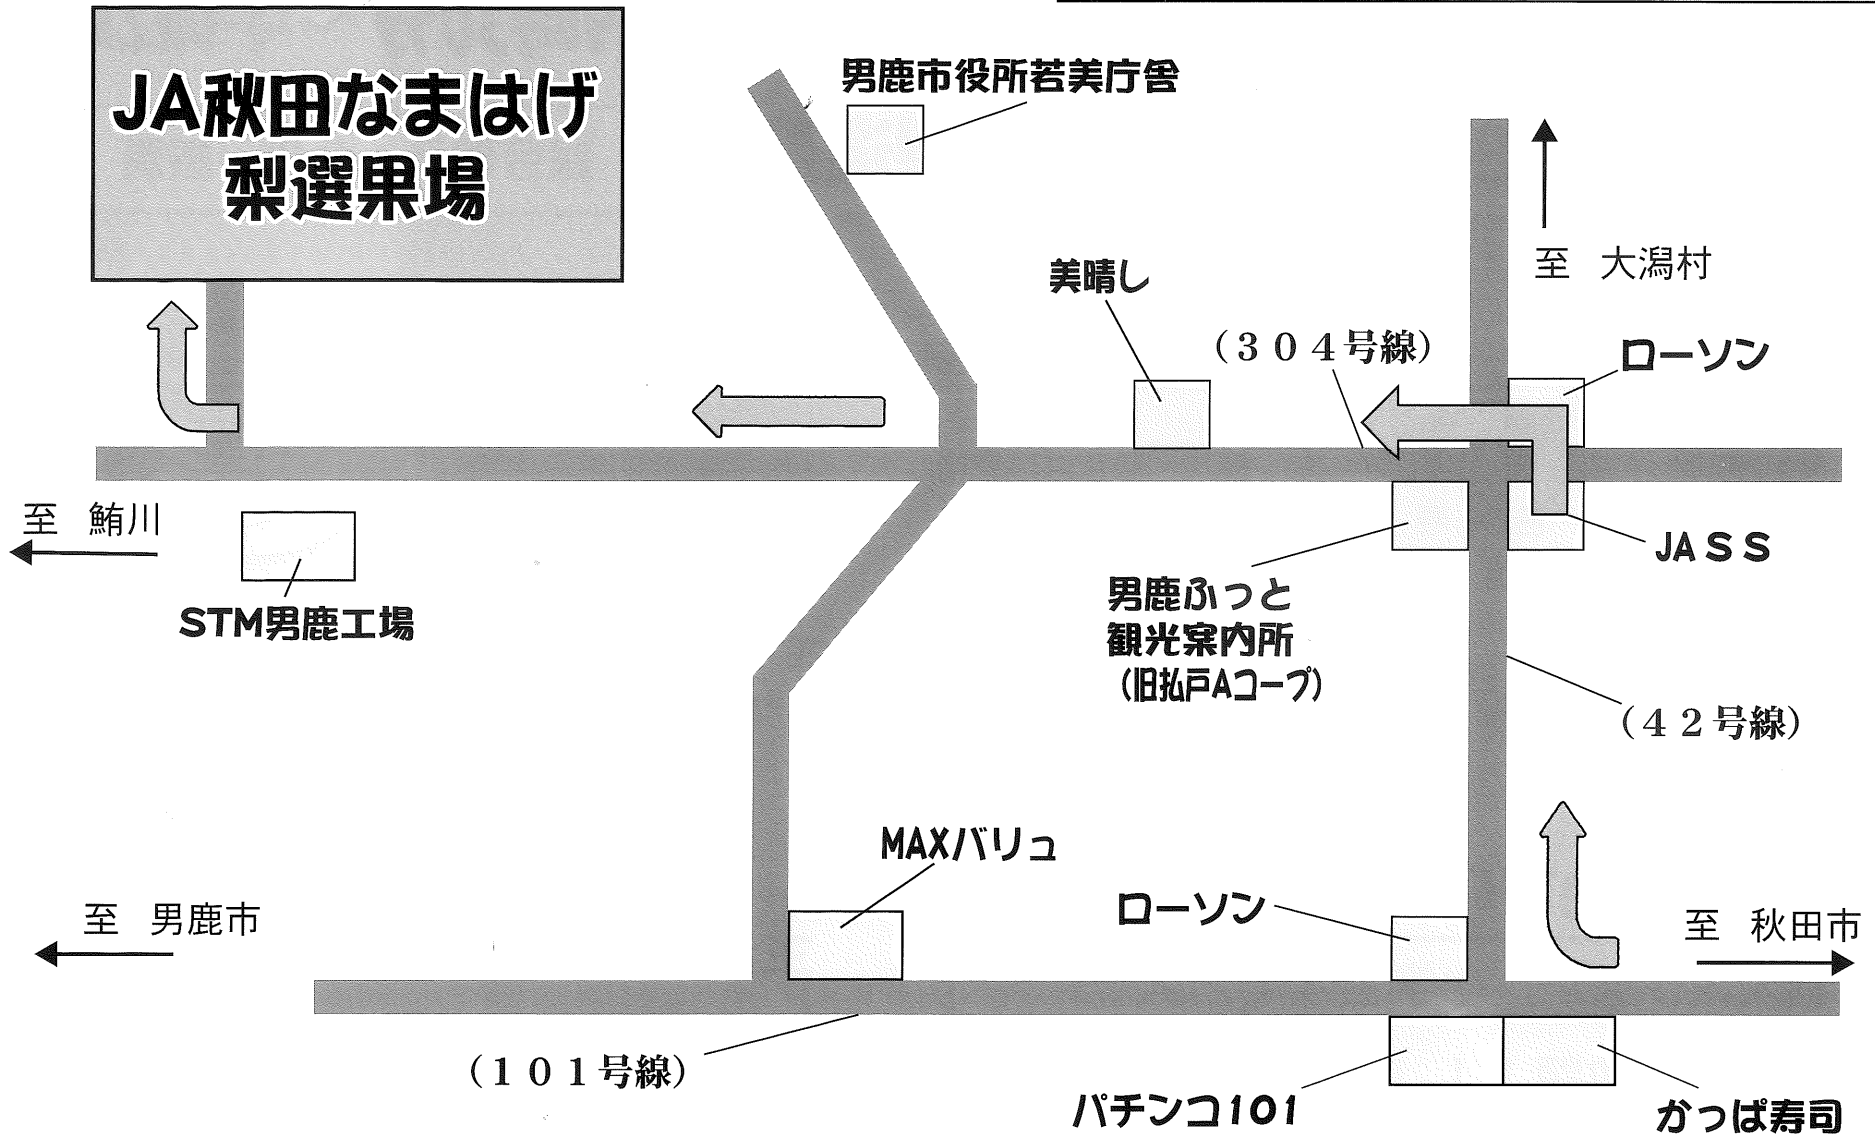 JA秋田なまはげ
梨選果場
男鹿市役所若美庁舎
至 大潟村
美晴し
(304号線)
ローソン
至 鮪川
STM男鹿工場
JASS
男鹿ふっと
観光案内所
(旧払戸Aコープ)
(42号線)
MAXバリュ
ローソン
至 男鹿市
至 秋田市
(101号線)
パチンコ101
かっぱ寿司